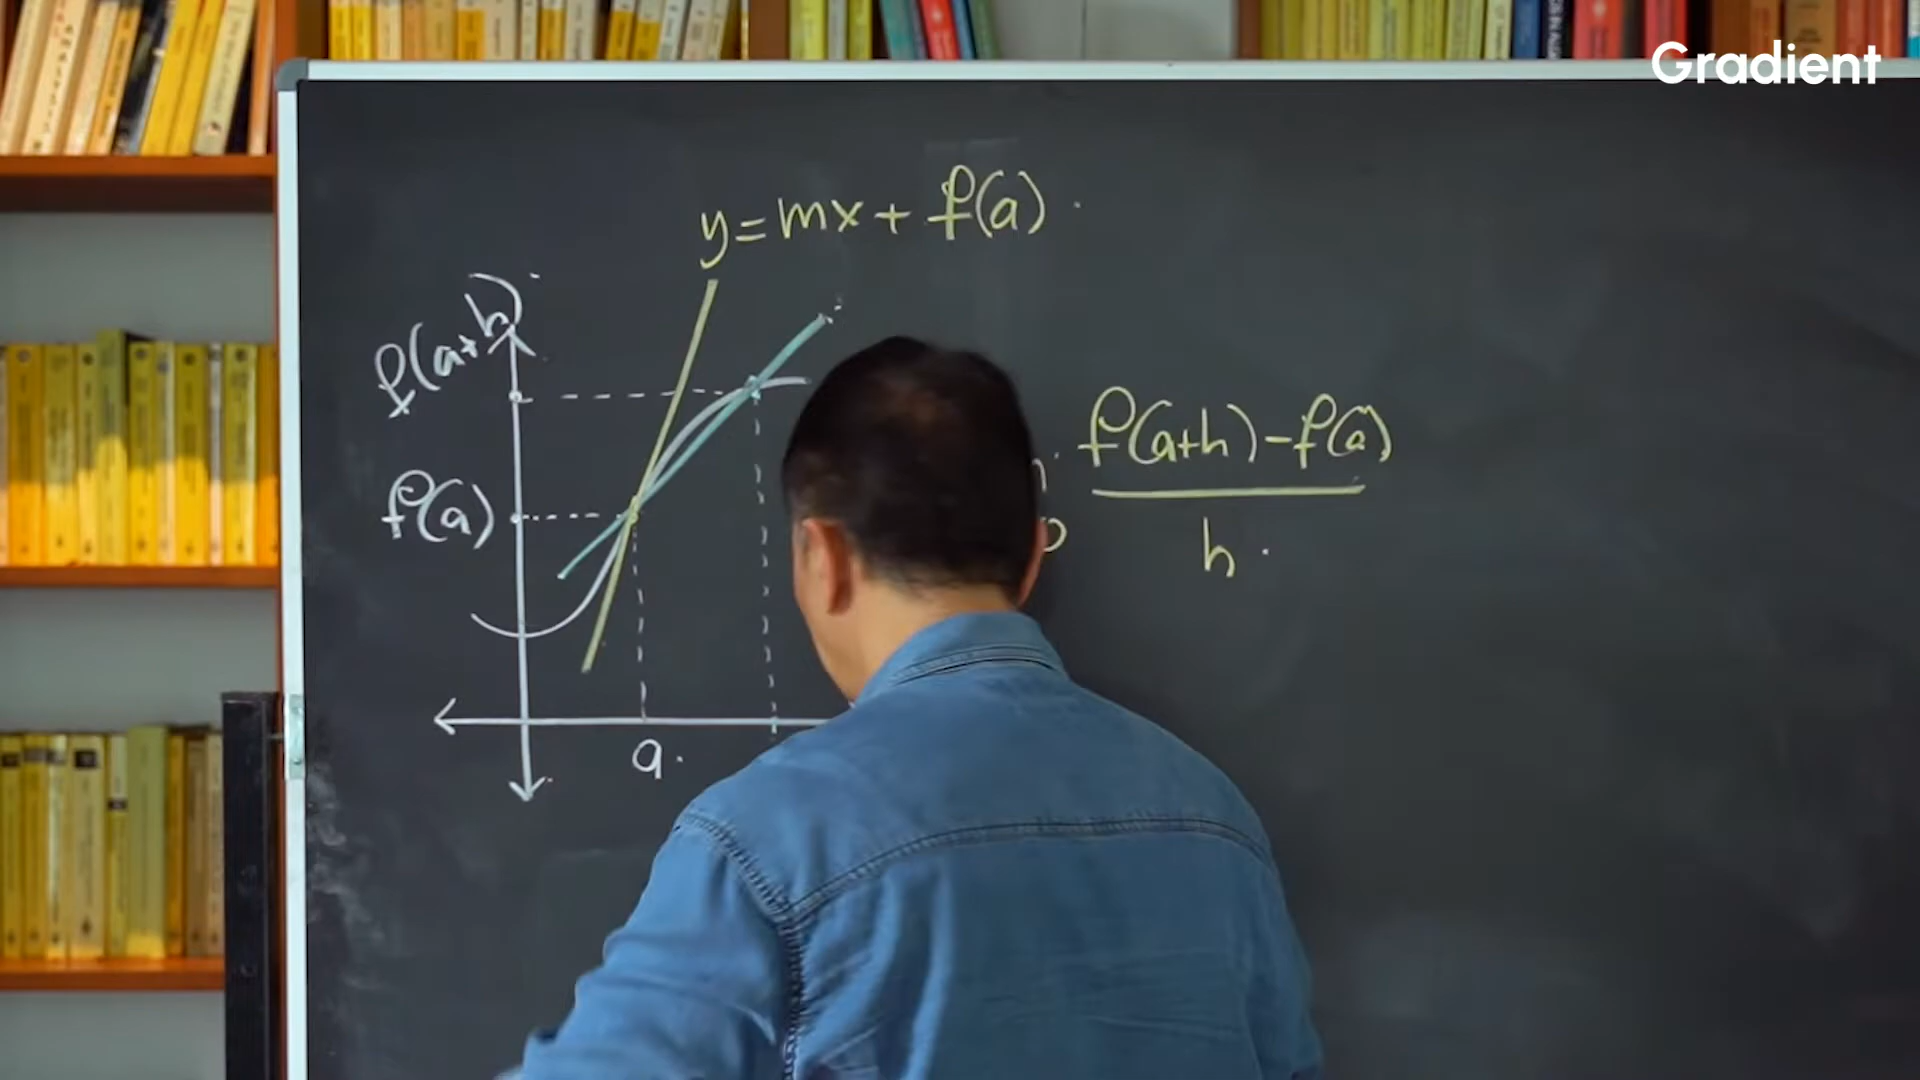 Gradient
y = mx + f(a)
f(a+h)
f(a+h) - f(a)
h
f(a)
a